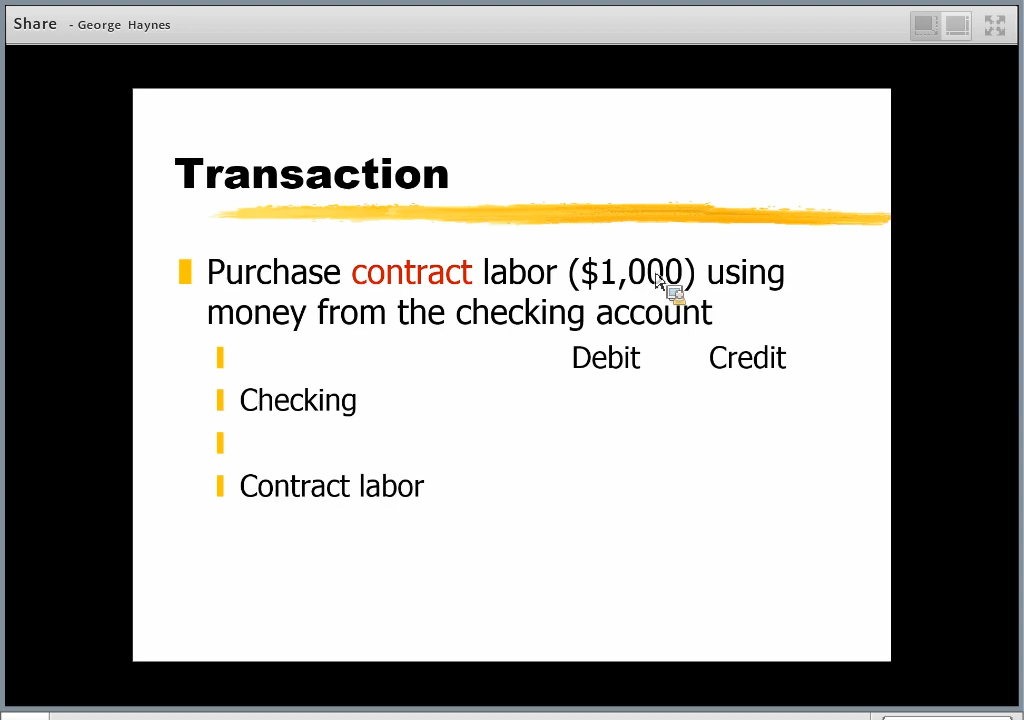 Share - George Haynes
Transaction
Purchase contract labor ($1,000) using
money from the checking account
Debit Credit
Checking
Contract labor